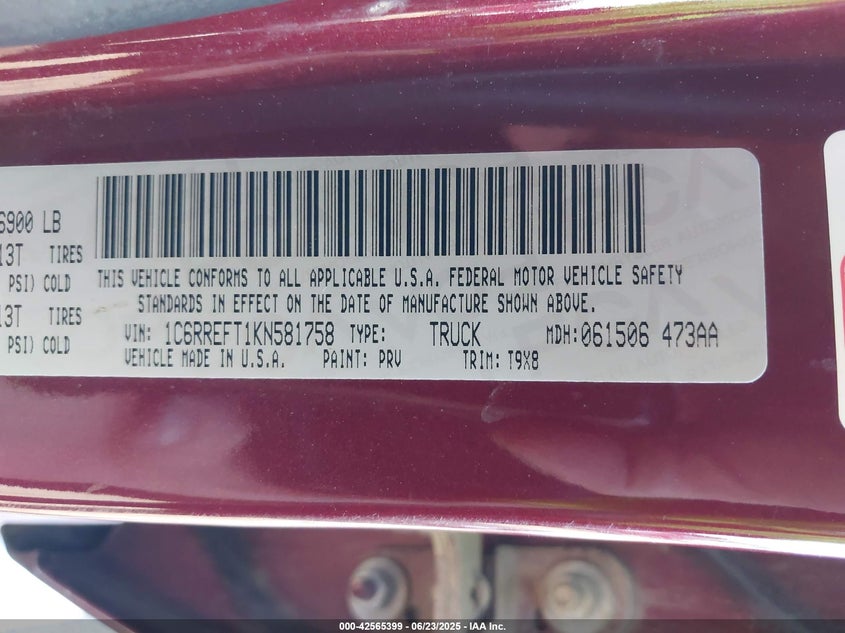 6900 LB
13T TIRES
PSI) COLD
13T TIRES
PSI) COLD
THIS VEHICLE CONFORMS TO ALL APPLICABLE U.S.A. FEDERAL MOTOR VEHICLE SAFETY
STANDARDS IN EFFECT ON THE DATE OF MANUFACTURE SHOWN ABOVE.
VIN: 1C6RREFT1KN581758 TYPE: TRUCK MDH:061506 473AA
VEHICLE MADE IN U.S.A. PAINT: PRV TRIM: T9X8
000-42565399 - 06/23/2025 - IAA Inc.